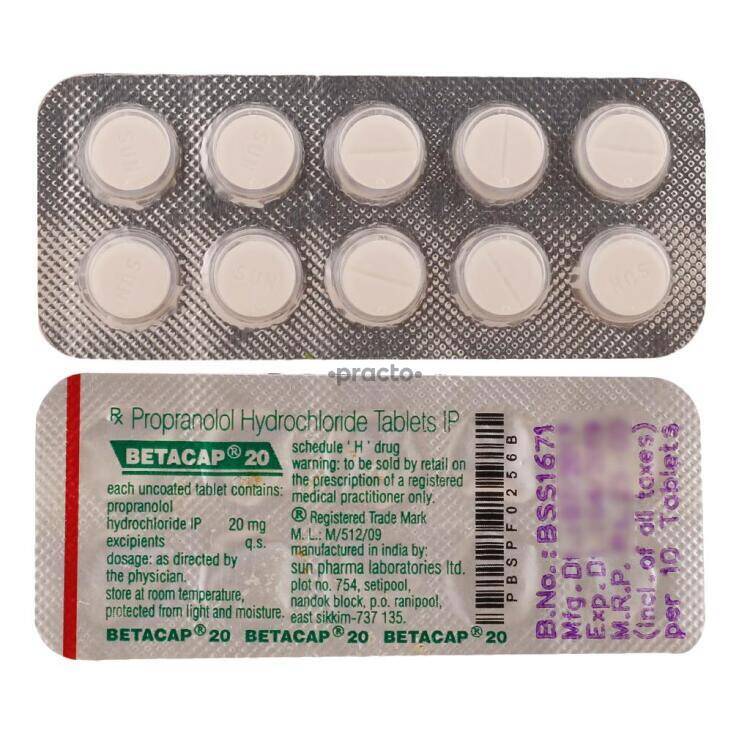 SUN
SUN
SUN
SUN
SUN
•practo•
Rx Propranolol Hydrochloride Tablets IP
BETACAP® 20
each uncoated tablet contains:
propranolol
hydrochloride IP 20 mg
excipients q.s.
dosage: as directed by
the physician.
store at room temperature,
protected from light and moisture.
schedule 'H' drug
warning: to be sold by retail on
the prescription of a registered
medical practitioner only.
® Registered Trade Mark
M. L.: M/512/09
manufactured in india by:
sun pharma laboratories ltd.
plot no. 754, setipool,
nandok block, p.o. ranipool,
east sikkim-737 135.
BETACAP® 20 BETACAP® 20 BETACAP® 20
PBSPF0256B
B.No.: BSS1671
Mfg.
Exp.
M.R.P.
(incl. of all taxes)
per 10 Tablets